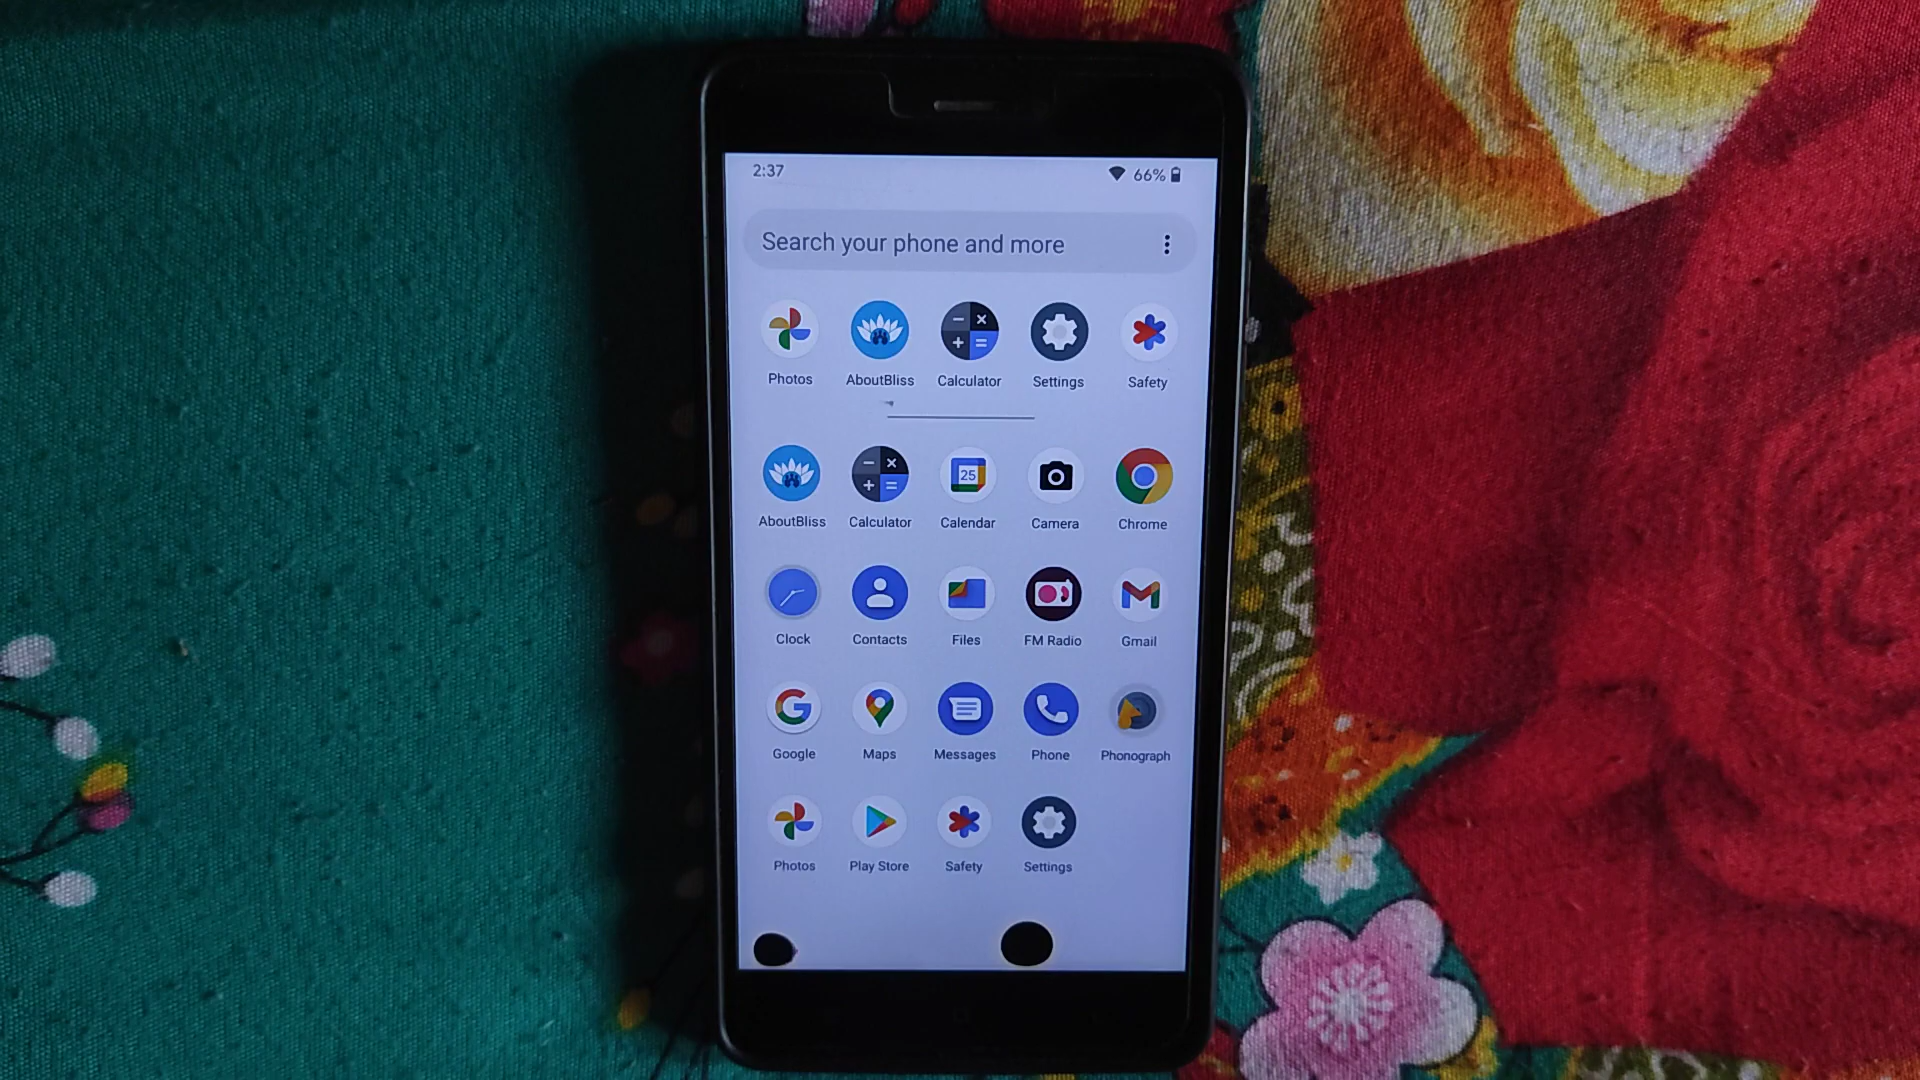 2:37 66%
Search your phone and more
Photos AboutBliss Calculator Settings Safety
25
AboutBliss Calculator Calendar Camera Chrome
Clock Contacts Files FM Radio Gmail
Google Maps Messages Phone Phonograph
Photos Play Store Safety Settings